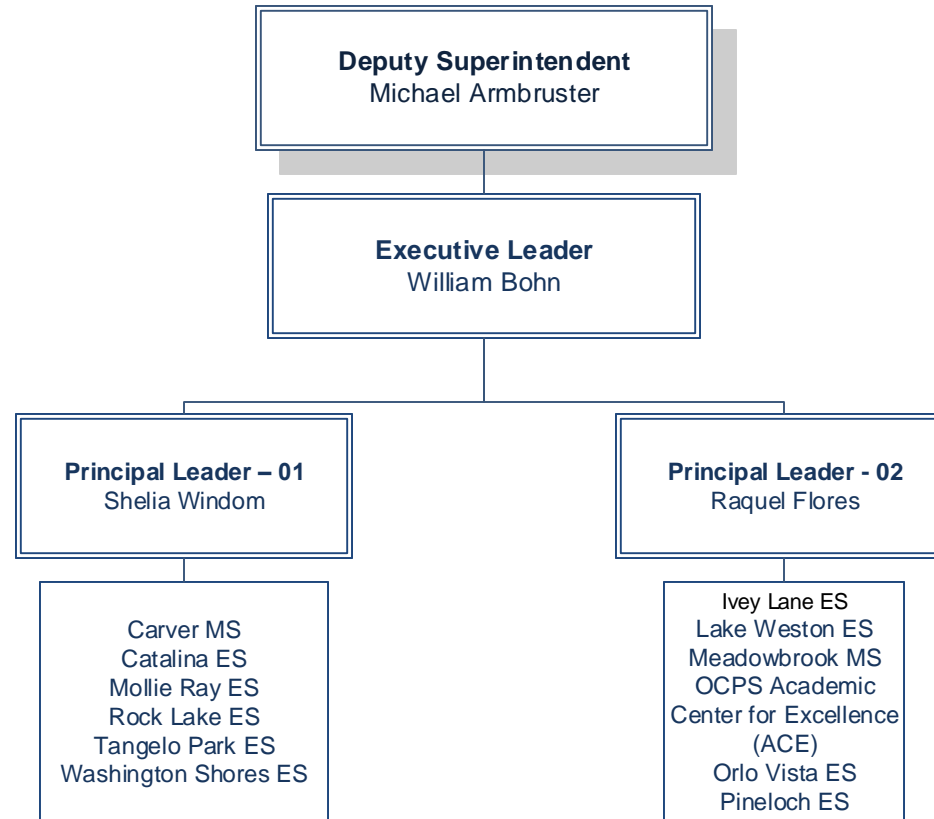 Deputy Superintendent
Michael Armbruster
Executive Leader
William Bohn
Principal Leader – 01
Shelia Windom
Principal Leader - 02
Raquel Flores
Carver MS
Catalina ES
Mollie Ray ES
Rock Lake ES
Tangelo Park ES
Washington Shores ES
Ivey Lane ES
Lake Weston ES
Meadowbrook MS
OCPS Academic
Center for Excellence
(ACE)
Orlo Vista ES
Pineloch ES